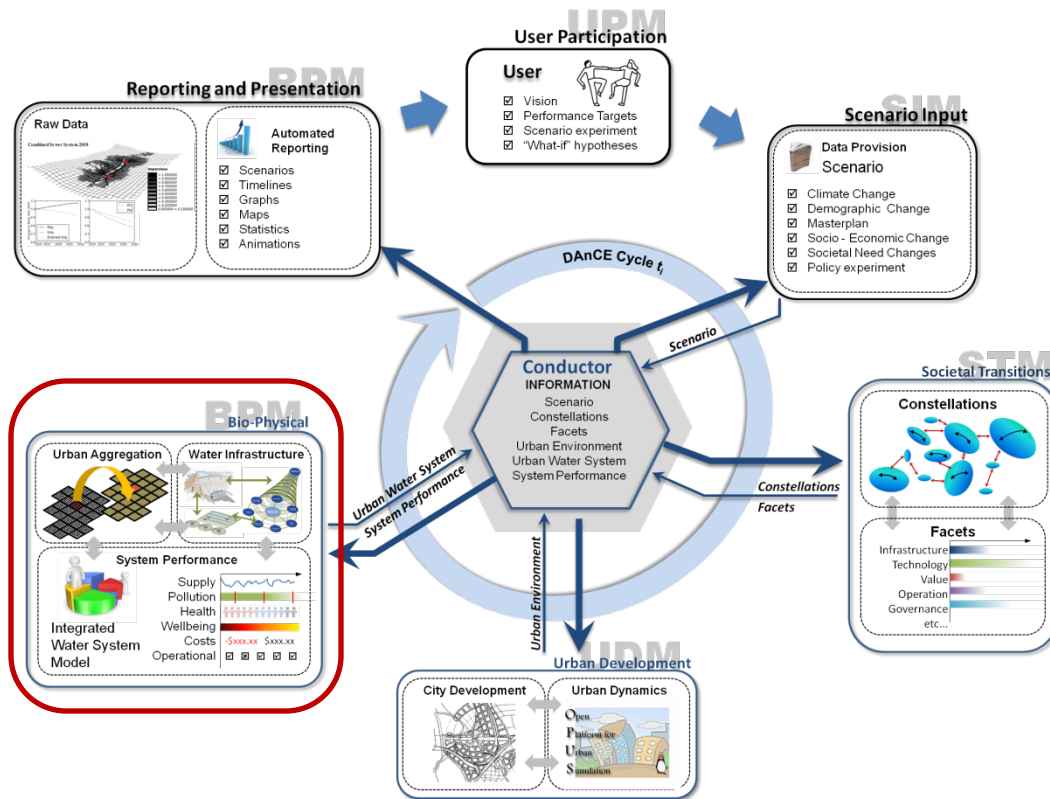 UPM
User Participation
User
Vision
Performance Targets
Scenario experiment
"What-if" hypotheses
RPM
Reporting and Presentation
Raw Data
Combined Sewer System 2010
Automated
Reporting
Scenarios
Timelines
Graphs
Maps
Statistics
Animations
SIM
Scenario Input
Data Provision
Scenario
Climate Change
Demographic Change
Masterplan
Socio - Economic Change
Societal Need Changes
Policy experiment
DAnCE Cycle ti
Scenario
Conductor
INFORMATION
Scenario
Constellations
Facets
Urban Environment
Urban Water System
System Performance
Urban Water System
System Performance
Constellations
Facets
Urban Environment
BPM
Bio-Physical
Urban Aggregation
Water Infrastructure
System Performance
Integrated
Water System
Model
Supply
Pollution
Health
Wellbeing
Costs -$xxx.xx $xxx.xx
Operational
STM
Societal Transitions
Constellations
Facets
Infrastructure
Technology
Value
Operation
Governance
etc...
UDM
Urban Development
City Development
Urban Dynamics
Open
Platform for
Urban
Simulation